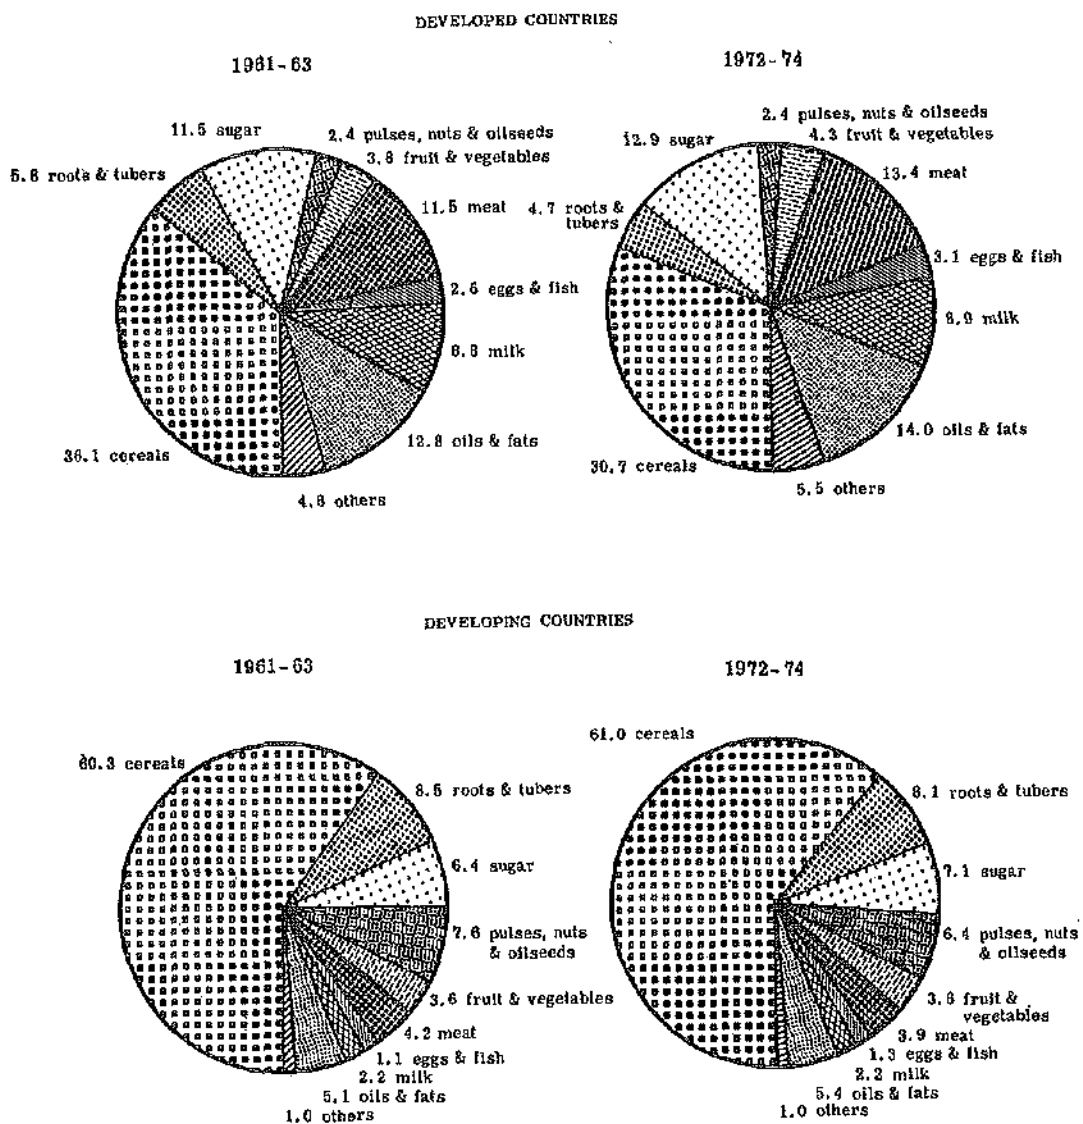 DEVELOPED COUNTRIES
1961-63
11.5 sugar
2.4 pulses, nuts & oilseeds
3.8 fruit & vegetables
5.6 roots & tubers
11.5 meat
2.6 eggs & fish
8.8 milk
12.8 oils & fats
36.1 cereals
4.8 others
1972-74
2.4 pulses, nuts & oilseeds
4.3 fruit & vegetables
12.9 sugar
13.4 meat
4.7 roots &
tubers
3.1 eggs & fish
8.9 milk
14.0 oils & fats
30.7 cereals
5.5 others
DEVELOPING COUNTRIES
1961-63
60.3 cereals
8.5 roots & tubers
6.4 sugar
7.6 pulses, nuts
& oilseeds
3.6 fruit & vegetables
4.2 meat
1.1 eggs & fish
2.2 milk
5.1 oils & fats
1.0 others
1972-74
61.0 cereals
8.1 roots & tubers
7.1 sugar
6.4 pulses, nuts
& oilseeds
3.6 fruit &
vegetables
3.9 meat
1.3 eggs & fish
2.2 milk
5.4 oils & fats
1.0 others